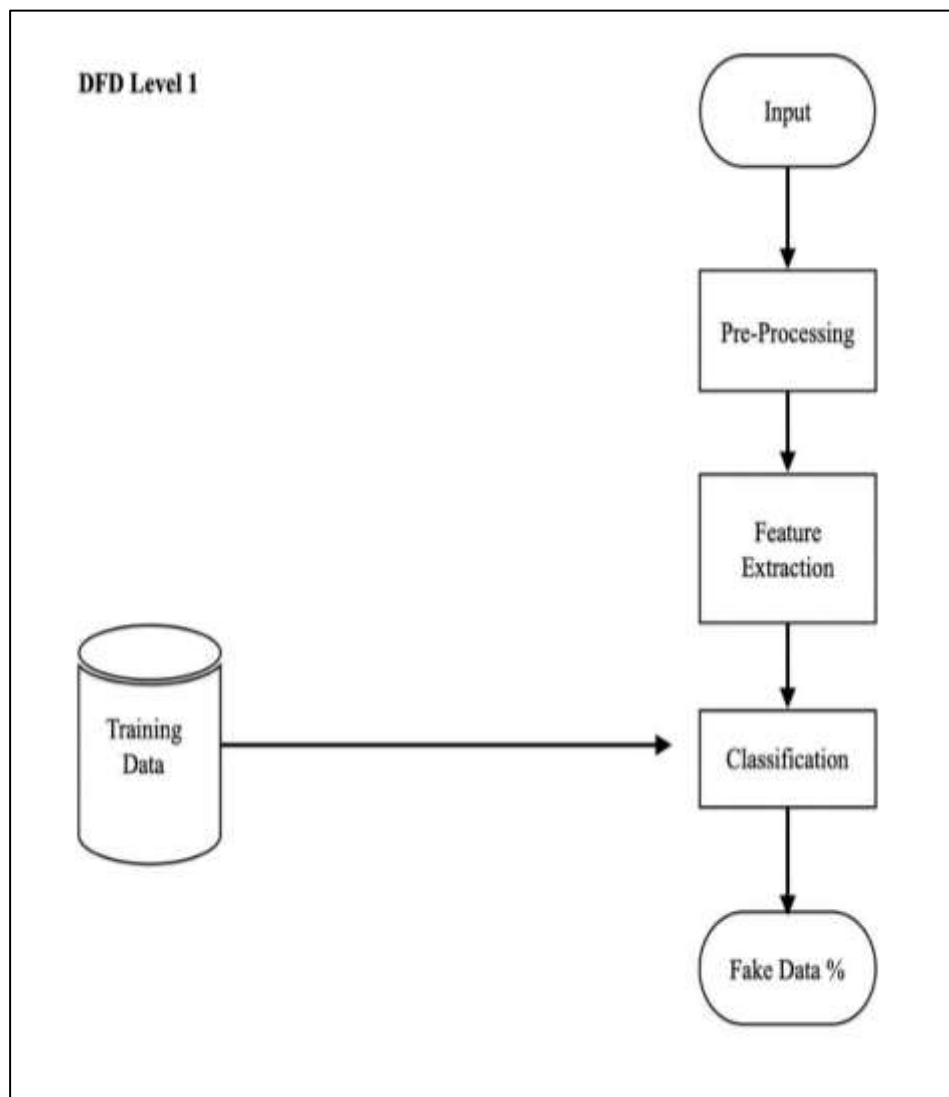 DFD Level 1
Input
Pre-Processing
Feature
Extraction
Training
Data
Classification
Fake Data %